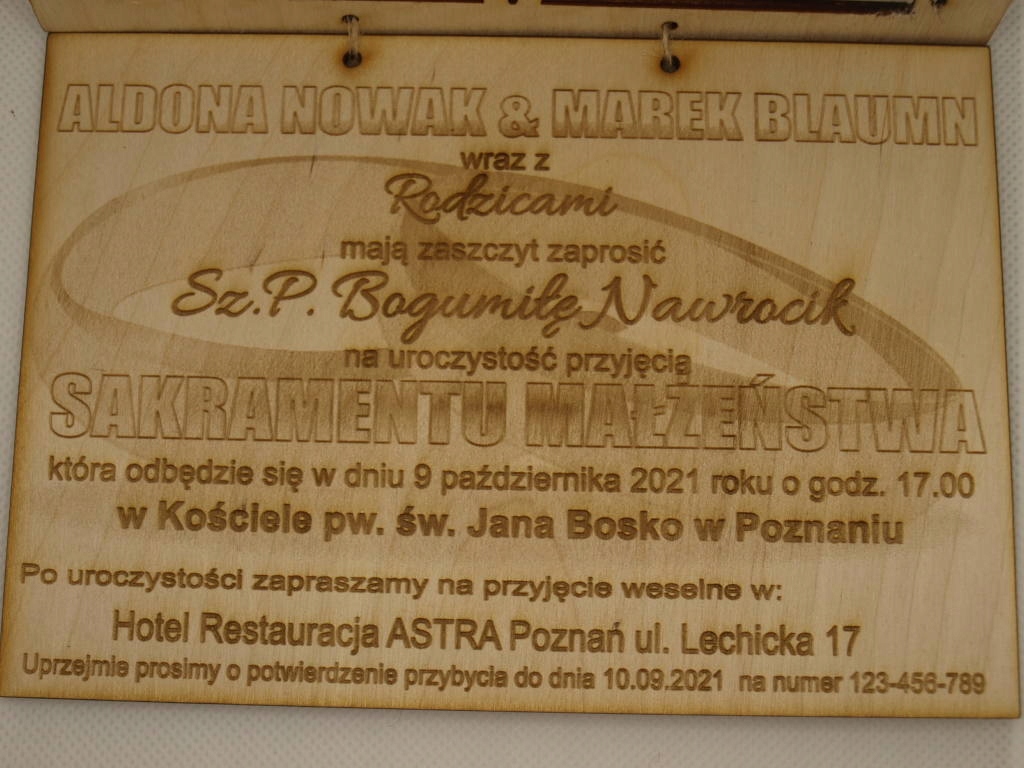 ALDONA NOWAK & MAREK BLAUMN
wraz z
Rodzicami
mają zaszczyt zaprosić
Sz.P. Bogumiłę Nawrocik
na uroczystość przyjęcią
SAKRAMENTU MAŁŻEŃSTWA
która odbędzie się w dniu 9 października 2021 roku o godz. 17.00
w Kościele pw. św. Jana Bosko w Poznaniu
Po uroczystości zapraszamy na przyjęcie weselne w:
Hotel Restauracja ASTRA Poznań ul. Lechicka 17
Uprzejmie prosimy o potwierdzenie przybycia do dnia 10.09.2021 na numer 123-456-789